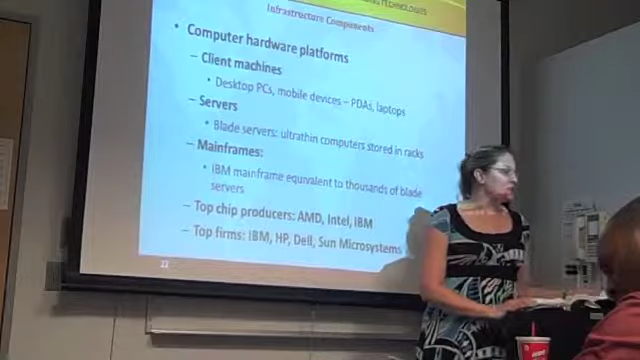 TECHNOLOGIES
Infrastructure Components
• Computer hardware platforms
– Client machines
• Desktop PCs, mobile devices – PDAs, laptops
– Servers
• Blade servers: ultrathin computers stored in racks
– Mainframes:
• IBM mainframe equivalent to thousands of blade
servers
– Top chip producers: AMD, Intel, IBM
– Top firms: IBM, HP, Dell, Sun Microsystems
22